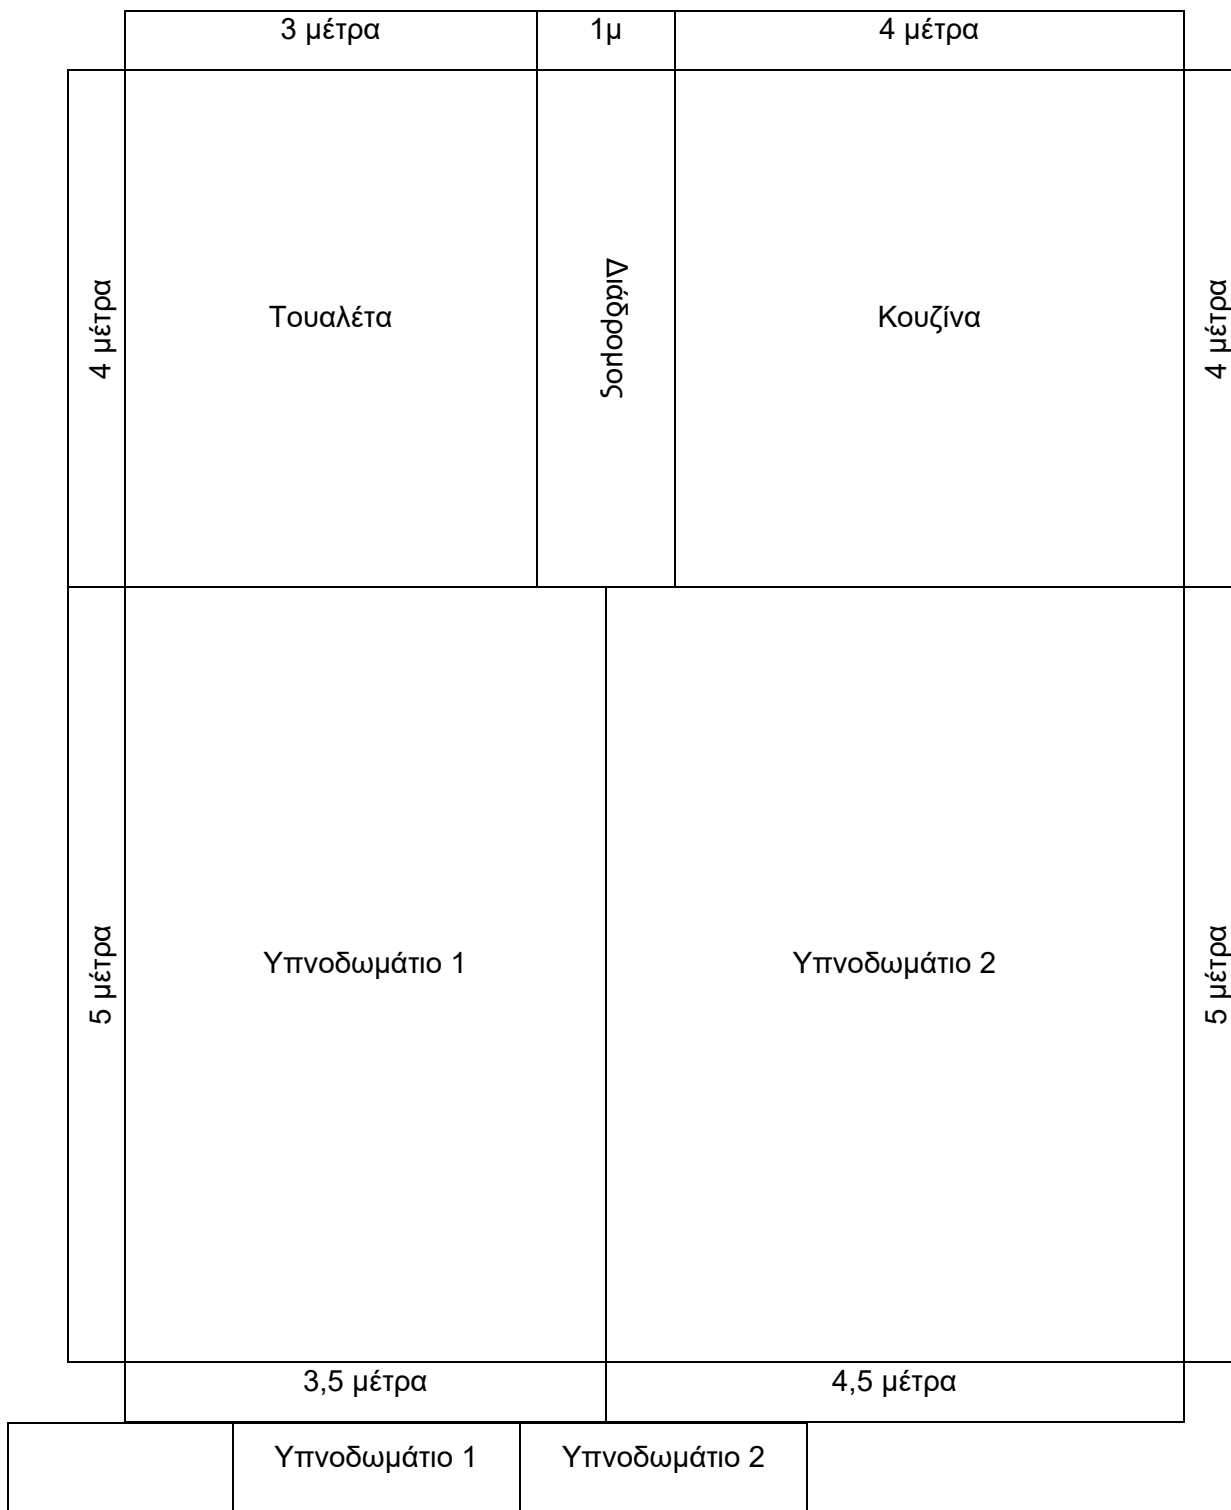 3 μέτρα
1μ
4 μέτρα
4 μέτρα
Τουαλέτα
Διάδρομος
Κουζίνα
4 μέτρα
5 μέτρα
Υπνοδωμάτιο 1
Υπνοδωμάτιο 2
5 μέτρα
3,5 μέτρα
4,5 μέτρα
Υπνοδωμάτιο 1
Υπνοδωμάτιο 2